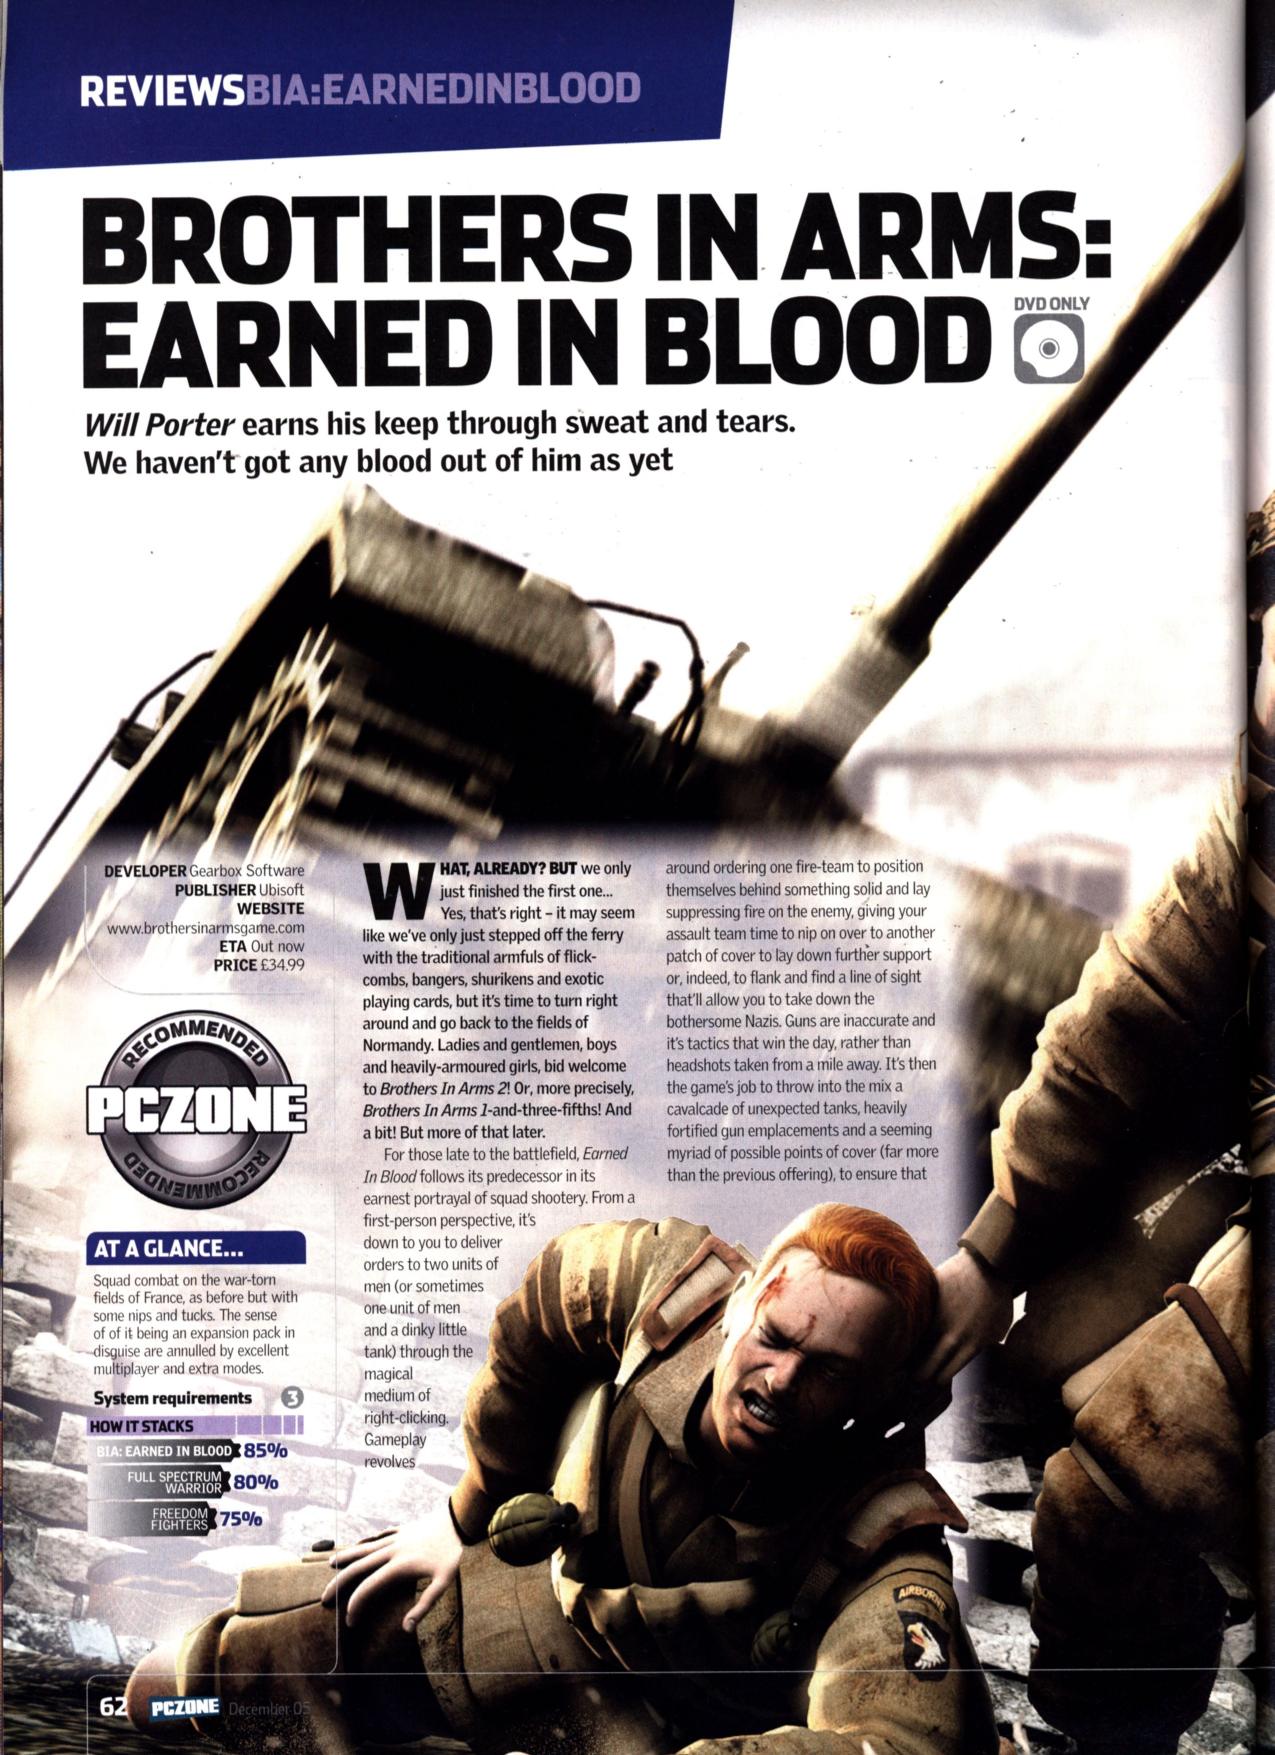 REVIEWSBIA:EARNEDINBLOOD
BROTHERS IN ARMS:
EARNED IN BLOOD
DVD ONLY
Will Porter earns his keep through sweat and tears.
We haven't got any blood out of him as yet
DEVELOPER Gearbox Software
PUBLISHER Ubisoft
WEBSITE
www.brothersinarmsgame.com
ETA Out now
PRICE £34.99
RECOMMENDED
PCZONE
RECOMMENDED
AT A GLANCE...
Squad combat on the war-torn
fields of France, as before but with
some nips and tucks. The sense
of of it being an expansion pack in
disguise are annulled by excellent
multiplayer and extra modes.
System requirements 3
HOW IT STACKS
BIA: EARNED IN BLOOD 85%
FULL SPECTRUM
WARRIOR 80%
FREEDOM
FIGHTERS 75%
WHAT, ALREADY? BUT we only
just finished the first one...
Yes, that's right – it may seem
like we've only just stepped off the ferry
with the traditional armfuls of flick-
combs, bangers, shurikens and exotic
playing cards, but it's time to turn right
around and go back to the fields of
Normandy. Ladies and gentlemen, boys
and heavily-armoured girls, bid welcome
to Brothers In Arms 2! Or, more precisely,
Brothers In Arms 1-and-three-fifths! And
a bit! But more of that later.
For those late to the battlefield, Earned
In Blood follows its predecessor in its
earnest portrayal of squad shootery. From a
first-person perspective, it's
down to you to deliver
orders to two units of
men (or sometimes
one unit of men
and a dinky little
tank) through the
magical
medium of
right-clicking.
Gameplay
revolves
around ordering one fire-team to position
themselves behind something solid and lay
suppressing fire on the enemy, giving your
assault team time to nip on over to another
patch of cover to lay down further support
or, indeed, to flank and find a line of sight
that'll allow you to take down the
bothersome Nazis. Guns are inaccurate and
it's tactics that win the day, rather than
headshots taken from a mile away. It's then
the game's job to throw into the mix a
cavalcade of unexpected tanks, heavily
fortified gun emplacements and a seeming
myriad of possible points of cover (far more
than the previous offering), to ensure that
AIRBORNE
62 PCZONE December 05